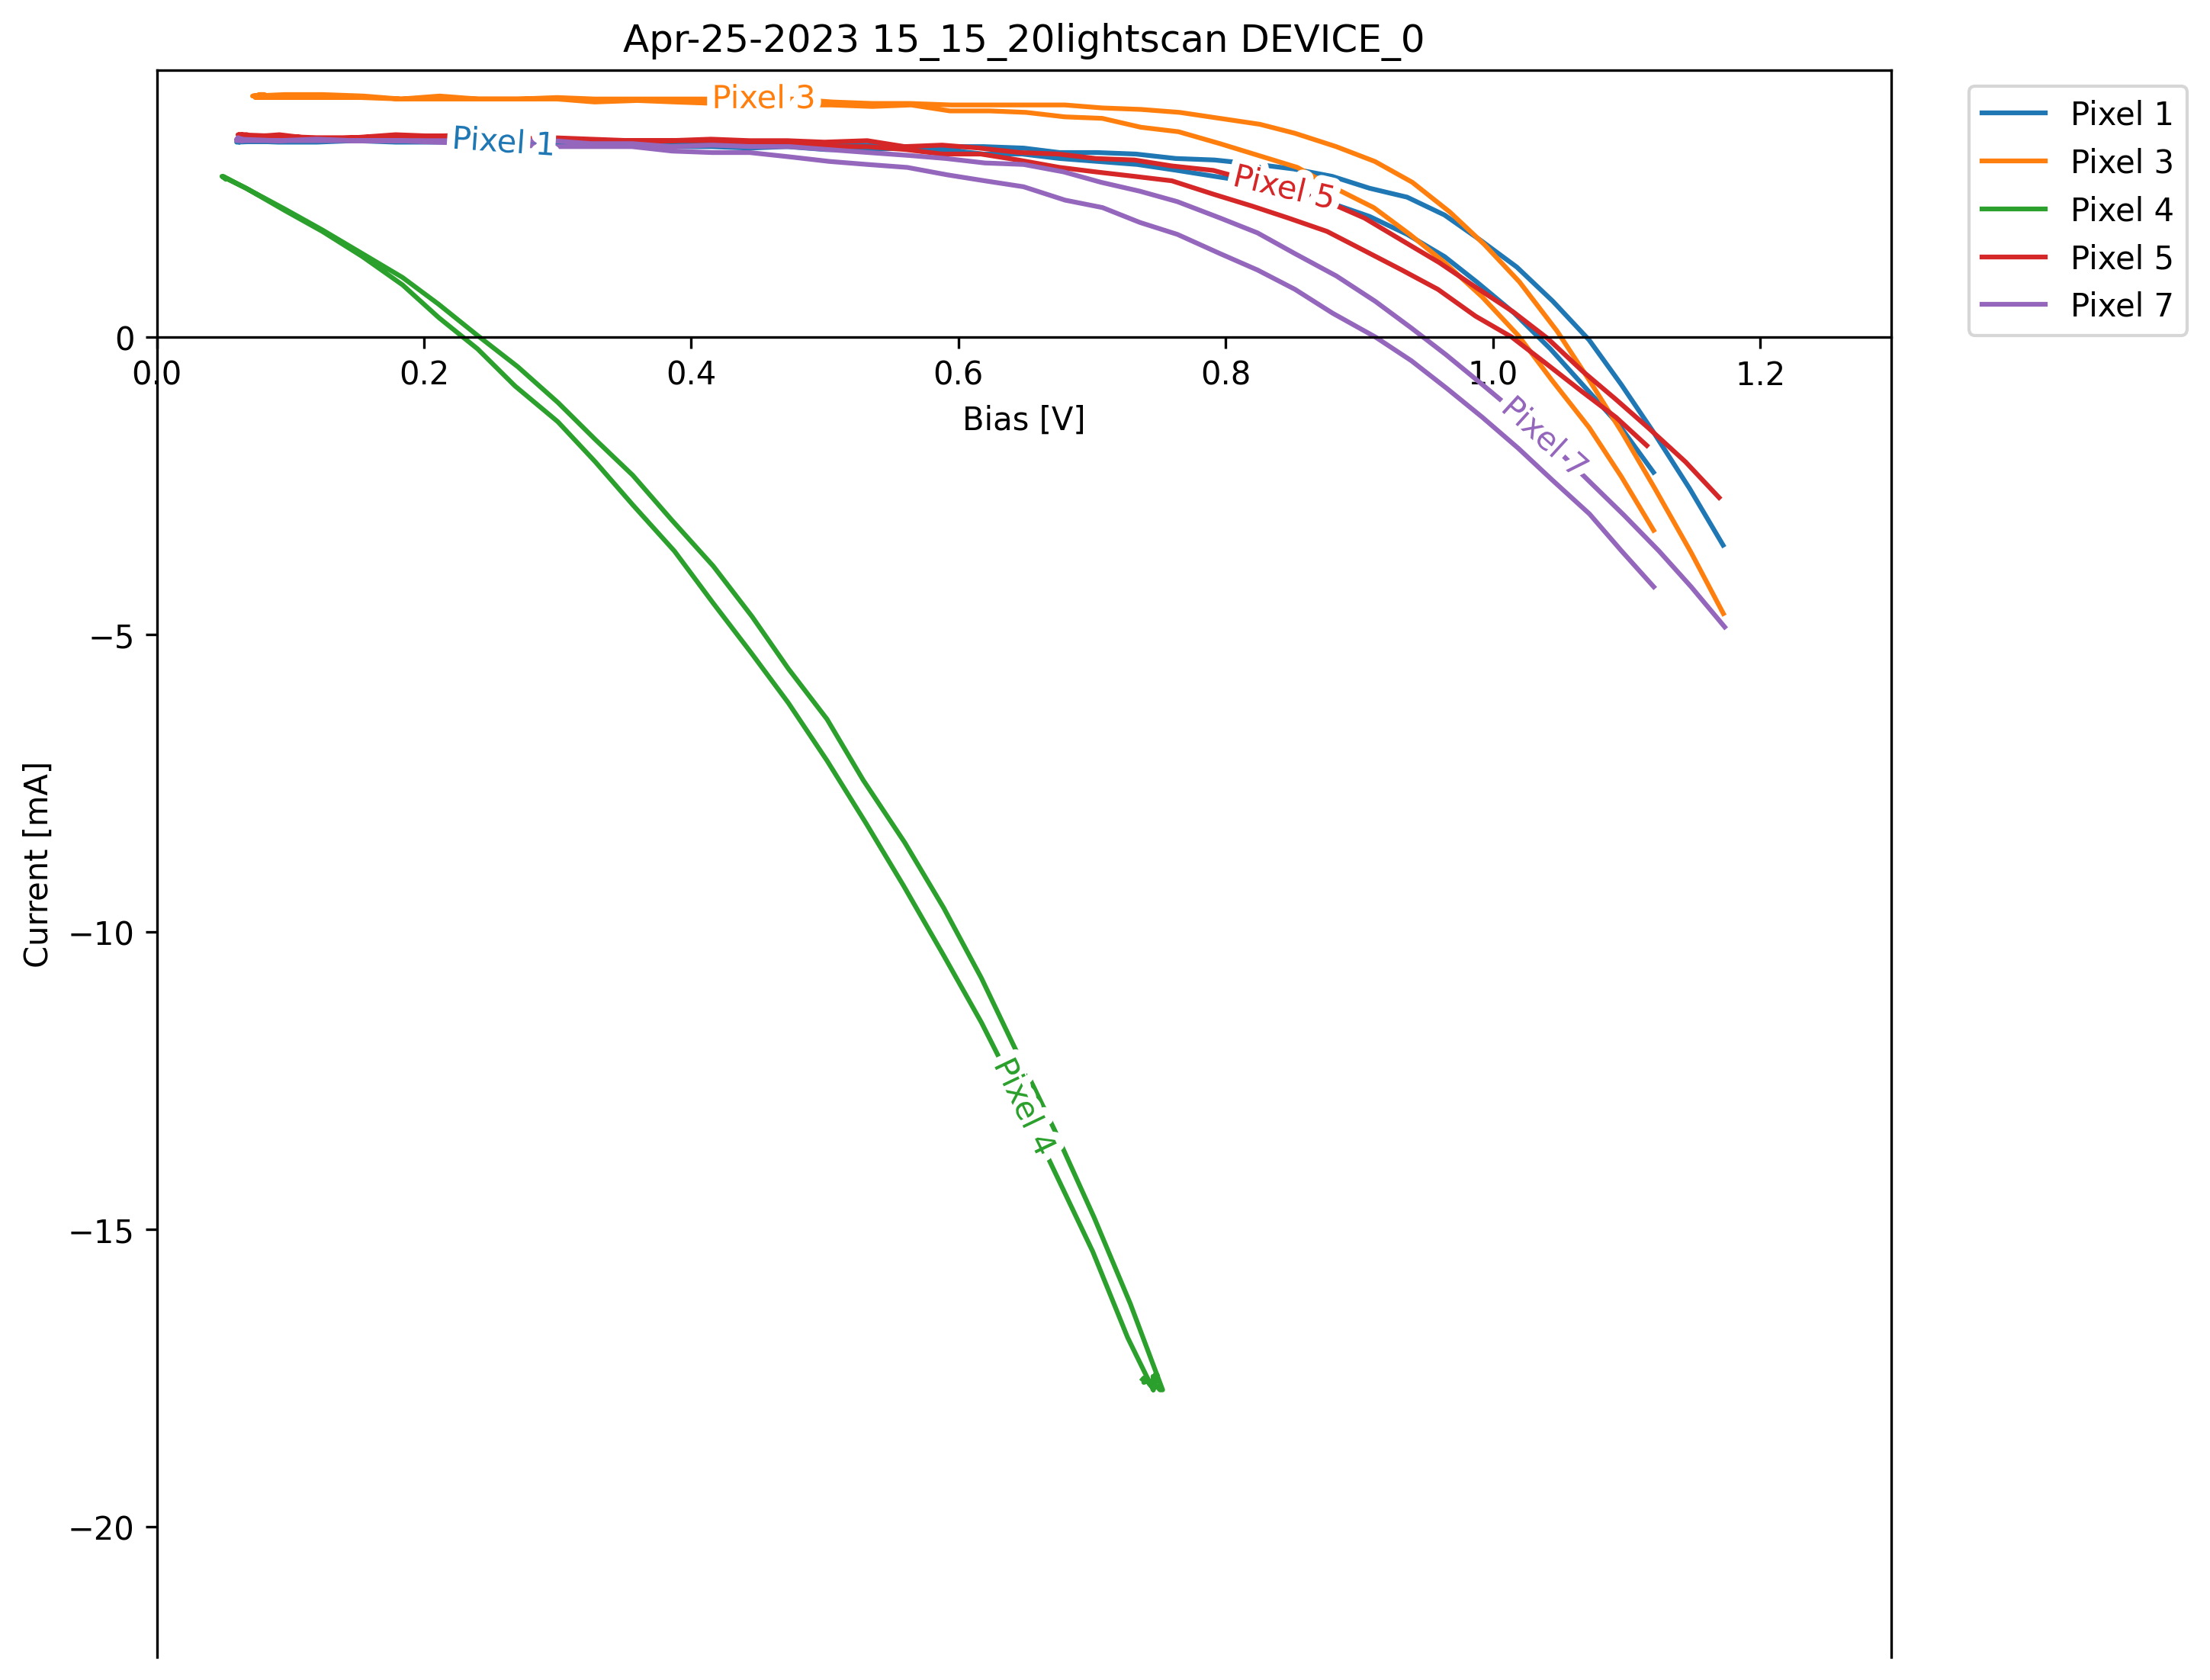 Apr-25-2023 15_15_20lightscan DEVICE_0
Pixel 1
Pixel 3
Pixel 4
Pixel 5
Pixel 7
Pixel 3
Pixel 1
Pixel 5
Pixel 7
Pixel 4
0.0 0.2 0.4 0.6 0.8 1.0 1.2
Bias [V]
0
−5
−10
−15
−20
Current [mA]